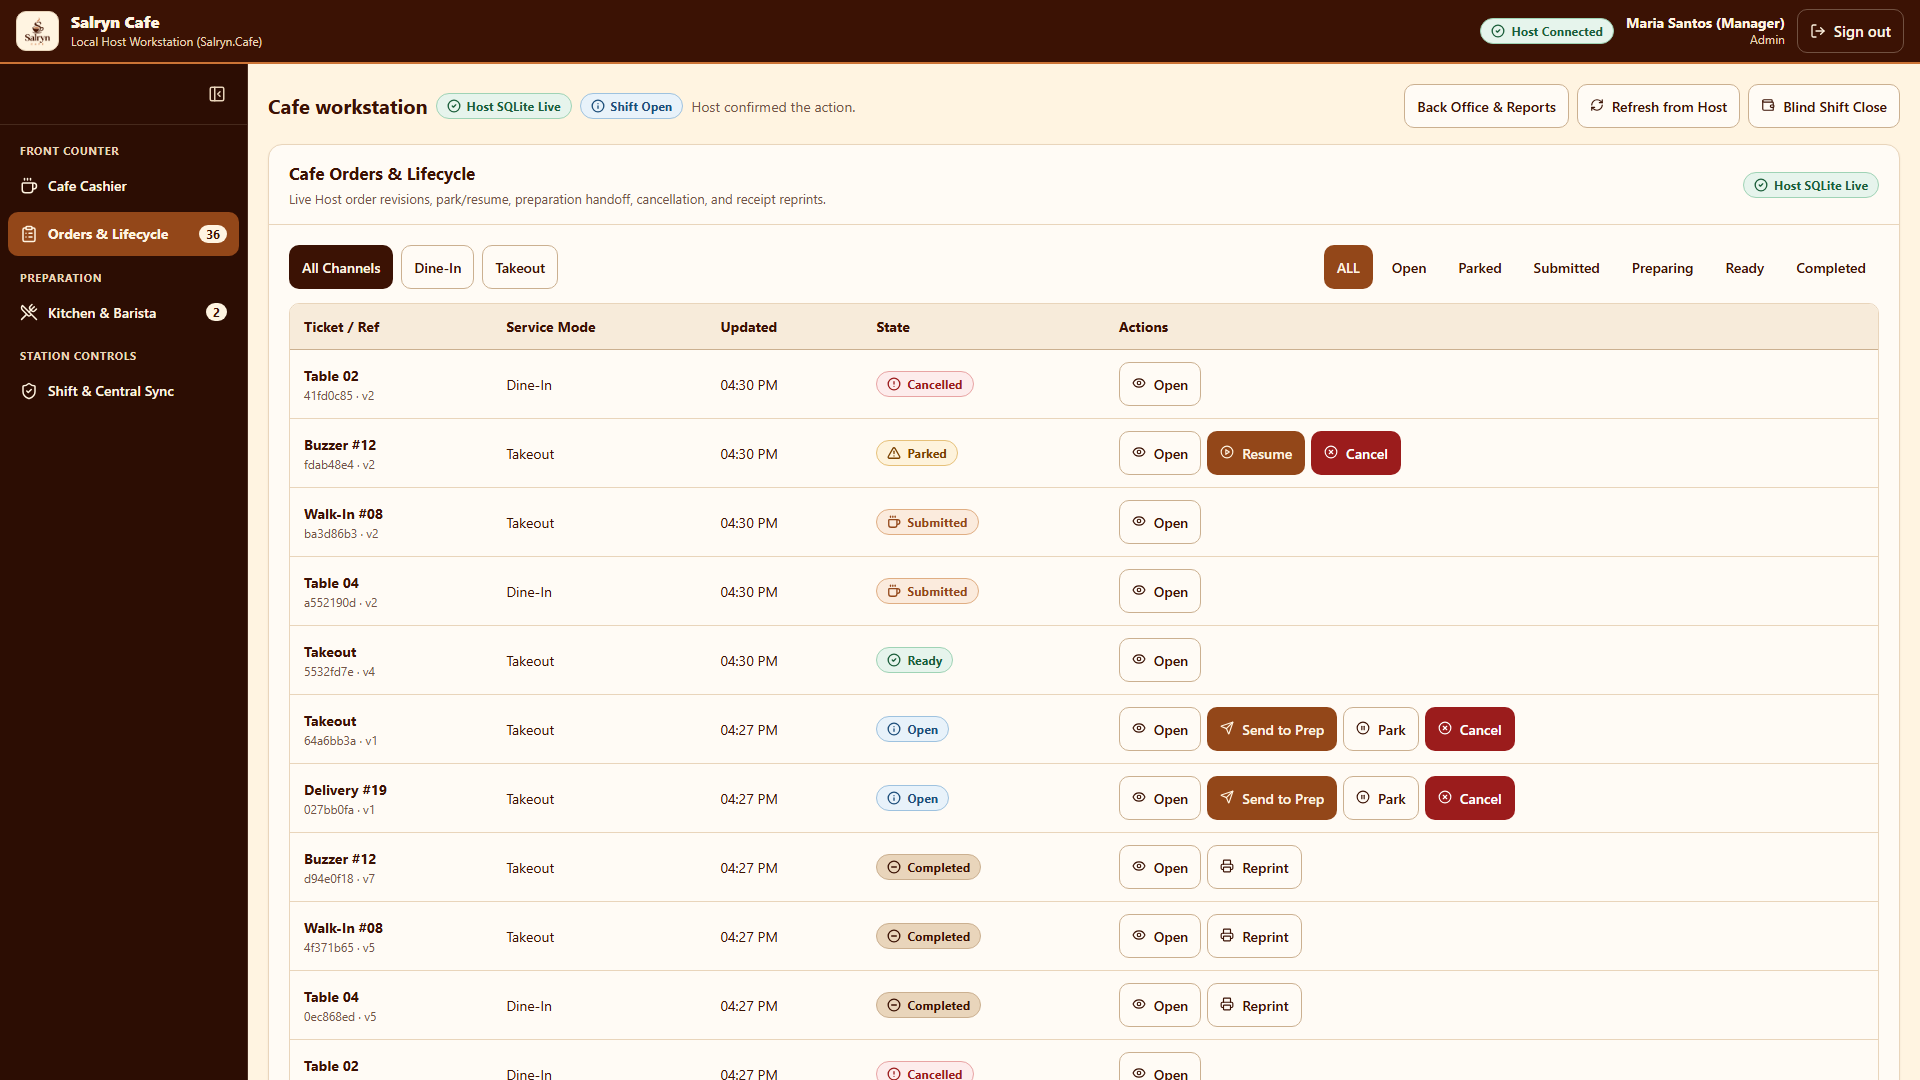 Salryn
Salryn Cafe
Local Host Workstation (Salryn.Cafe)
Host Connected
Maria Santos (Manager)
Admin
Sign out
FRONT COUNTER
Cafe Cashier
Orders & Lifecycle 36
PREPARATION
Kitchen & Barista 2
STATION CONTROLS
Shift & Central Sync
Cafe workstation
Host SQLite Live
Shift Open
Host confirmed the action.
Back Office & Reports
Refresh from Host
Blind Shift Close
Cafe Orders & Lifecycle
Live Host order revisions, park/resume, preparation handoff, cancellation, and receipt reprints.
Host SQLite Live
All Channels Dine-In Takeout
ALL Open Parked Submitted Preparing Ready Completed
Ticket / Ref Service Mode Updated State Actions
Table 02
41fd0c85 · v2
Dine-In 04:30 PM Cancelled Open
Buzzer #12
fdab48e4 · v2
Takeout 04:30 PM Parked Open Resume Cancel
Walk-In #08
ba3d86b3 · v2
Takeout 04:30 PM Submitted Open
Table 04
a552190d · v2
Dine-In 04:30 PM Submitted Open
Takeout
5532fd7e · v4
Takeout 04:30 PM Ready Open
Takeout
64a6bb3a · v1
Takeout 04:27 PM Open Open Send to Prep Park Cancel
Delivery #19
027bb0fa · v1
Takeout 04:27 PM Open Open Send to Prep Park Cancel
Buzzer #12
d94e0f18 · v7
Takeout 04:27 PM Completed Open Reprint
Walk-In #08
4f371b65 · v5
Takeout 04:27 PM Completed Open Reprint
Table 04
0ec868ed · v5
Dine-In 04:27 PM Completed Open Reprint
Table 02
Dine-In 04:27 PM Cancelled Open